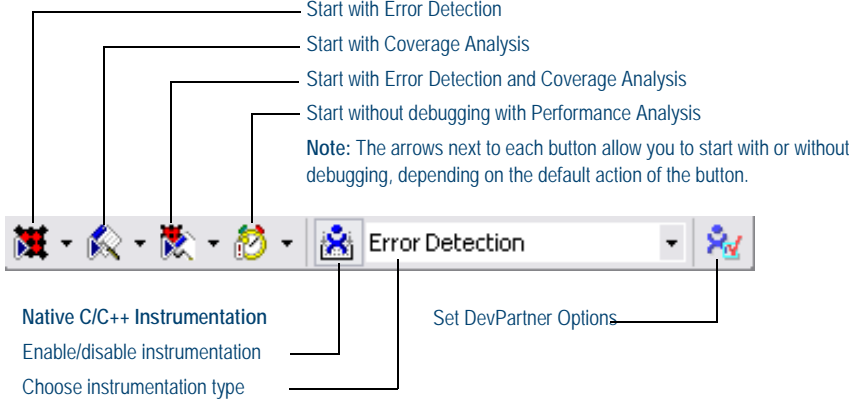 Start with Error Detection
Start with Coverage Analysis
Start with Error Detection and Coverage Analysis
Start without debugging with Performance Analysis
Note: The arrows next to each button allow you to start with or without
debugging, depending on the default action of the button.
Error Detection
Native C/C++ Instrumentation
Set DevPartner Options
Enable/disable instrumentation
Choose instrumentation type